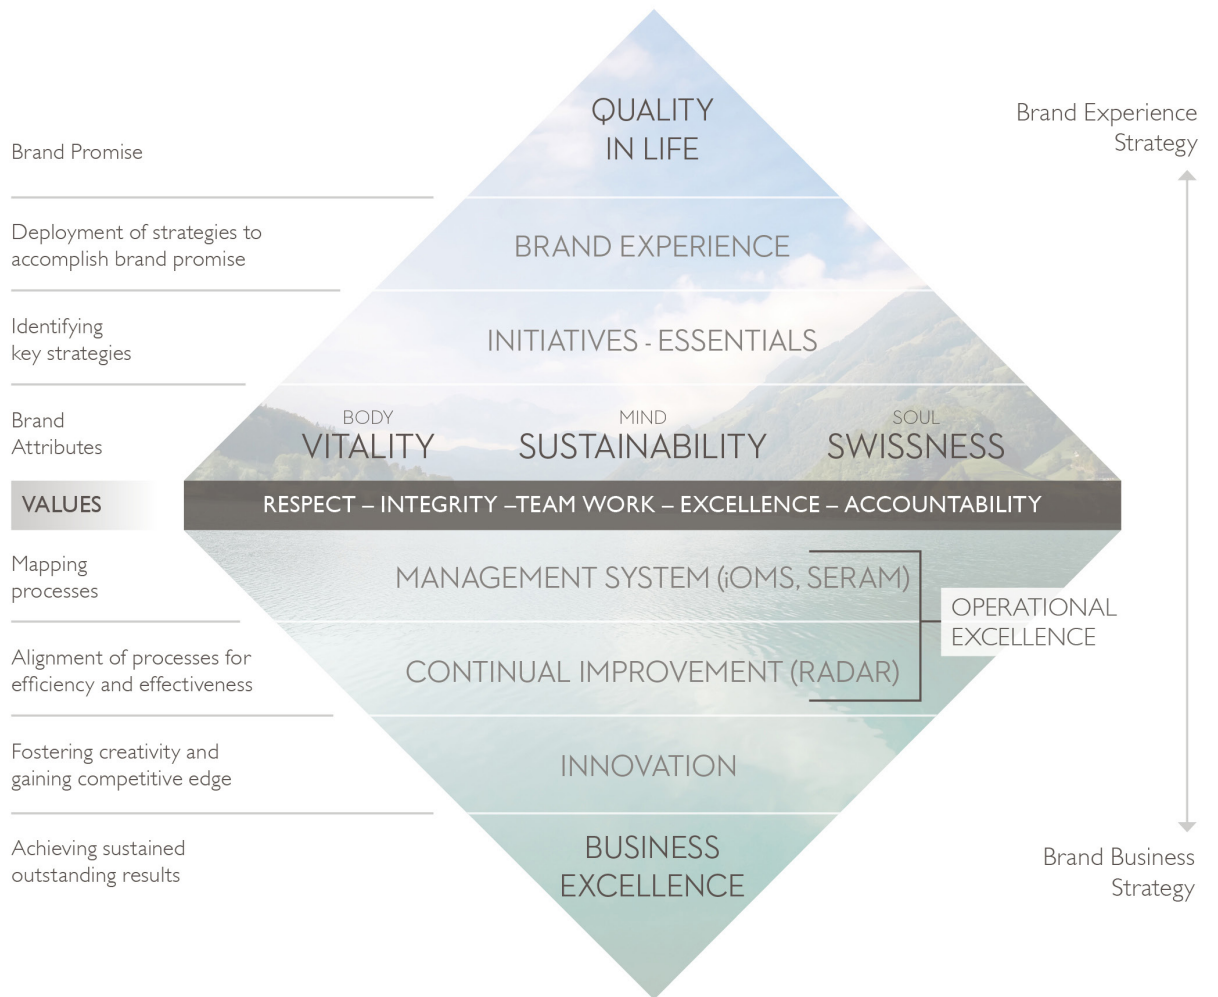 QUALITY
IN LIFE
Brand Experience
Strategy
Brand Promise
Deployment of strategies to
accomplish brand promise
BRAND EXPERIENCE
Identifying
key strategies
INITIATIVES - ESSENTIALS
Brand
Attributes
BODY
VITALITY
MIND
SUSTAINABILITY
SOUL
SWISSNESS
VALUES
RESPECT – INTEGRITY –TEAM WORK – EXCELLENCE – ACCOUNTABILITY
Mapping
processes
MANAGEMENT SYSTEM (iOMS, SERAM)
OPERATIONAL
EXCELLENCE
Alignment of processes for
efficiency and effectiveness
CONTINUAL IMPROVEMENT (RADAR)
Fostering creativity and
gaining competitive edge
INNOVATION
Achieving sustained
outstanding results
BUSINESS
EXCELLENCE
Brand Business
Strategy